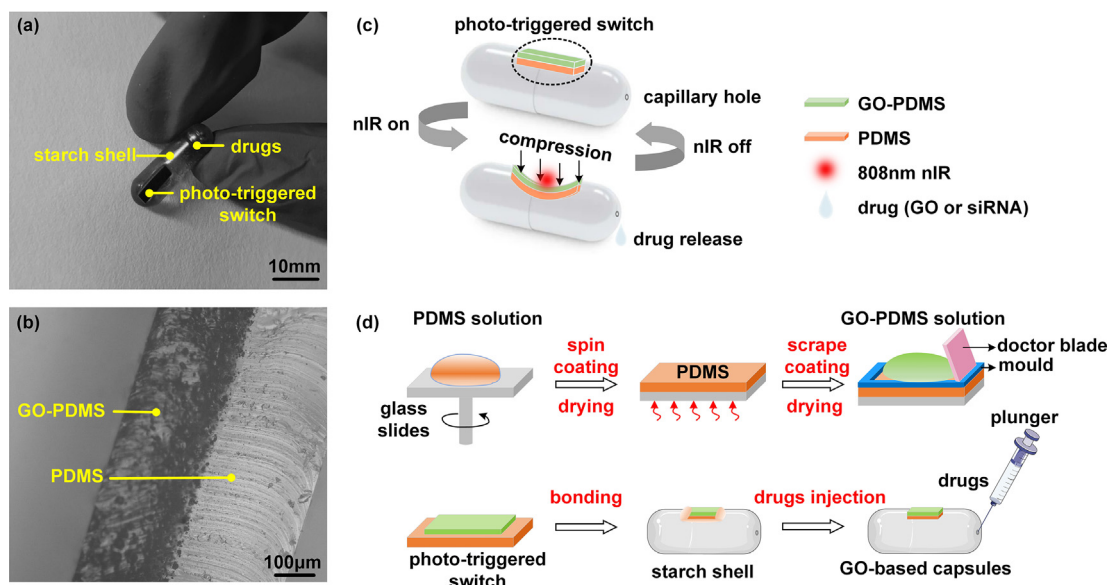 (a)
starch shell
drugs
photo-triggered
switch
10mm
(b)
GO-PDMS
PDMS
100μm
(c)
photo-triggered switch
capillary hole
nIR on
compression
nIR off
drug release
GO-PDMS
PDMS
808nm nIR
drug (GO or siRNA)
(d)
PDMS solution
spin
coating
drying
glass
slides
PDMS
scrape
coating
drying
GO-PDMS solution
doctor blade
mould
plunger
drugs
photo-triggered
switch
bonding
starch shell
drugs injection
GO-based capsules